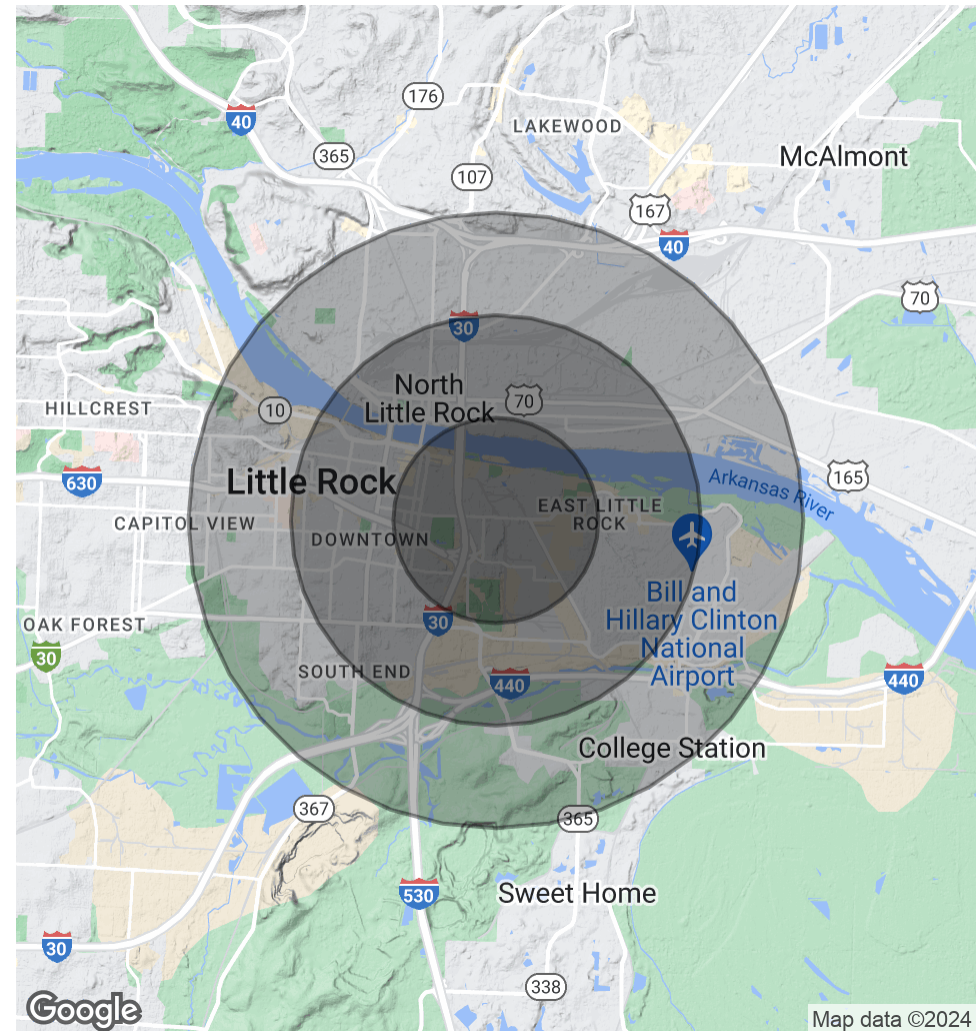 176
40
LAKEWOOD
365
McAlmont
107
167
40
70
30
North
Little Rock
70
HILLCREST
10
630
Little Rock
165
Arkansas River
EAST LITTLE
ROCK
CAPITOL VIEW
DOWNTOWN
Bill and
Hillary Clinton
National
Airport
OAK FOREST
30
30
SOUTH END
440
440
College Station
367
365
530
Sweet Home
30
338
Google
Map data ©2024